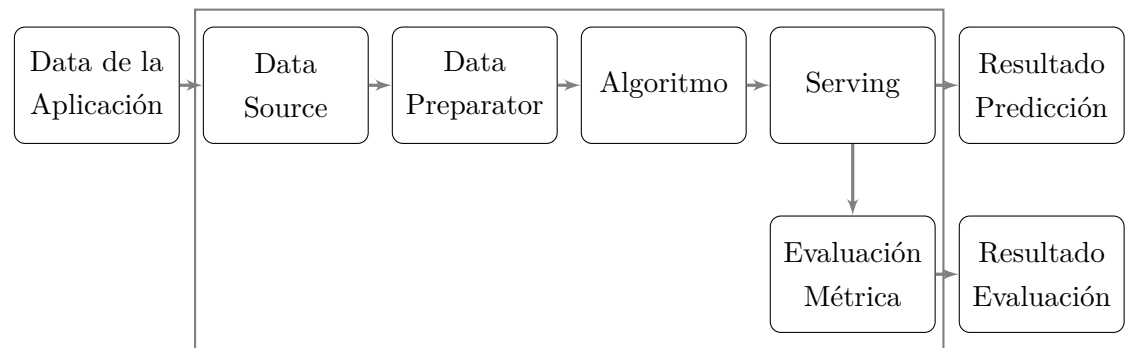 Data de la
Aplicación
Data
Source
Data
Preparator
Algoritmo
Serving
Resultado
Predicción
Evaluación
Métrica
Resultado
Evaluación